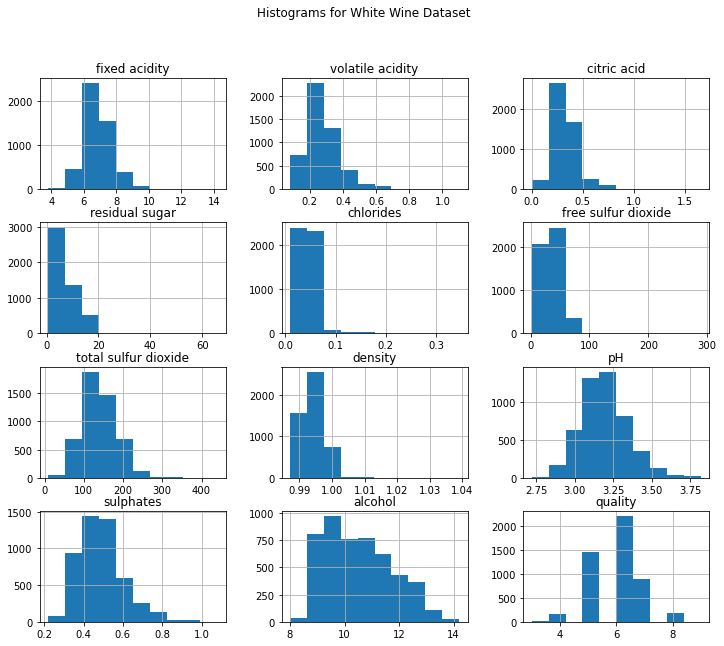 Histograms for White Wine Dataset
fixed acidity
volatile acidity
citric acid
2000
1000
0
4 6 8 10 12 14
2000
1500
1000
500
0
0.2 0.4 0.6 0.8 1.0
2000
1000
0
0.0 0.5 1.0 1.5
residual sugar
chlorides
free sulfur dioxide
3000
2000
1000
0
0 20 40 60
2000
1000
0
0.0 0.1 0.2 0.3
2000
1000
0
0 100 200 300
total sulfur dioxide
density
pH
1500
1000
500
0
0 100 200 300 400
2000
1000
0
0.99 1.00 1.01 1.02 1.03 1.04
1000
500
0
2.75 3.00 3.25 3.50 3.75
sulphates
alcohol
quality
1500
1000
500
0
0.2 0.4 0.6 0.8 1.0
1000
750
500
250
0
8 10 12 14
2000
1500
1000
500
0
4 6 8